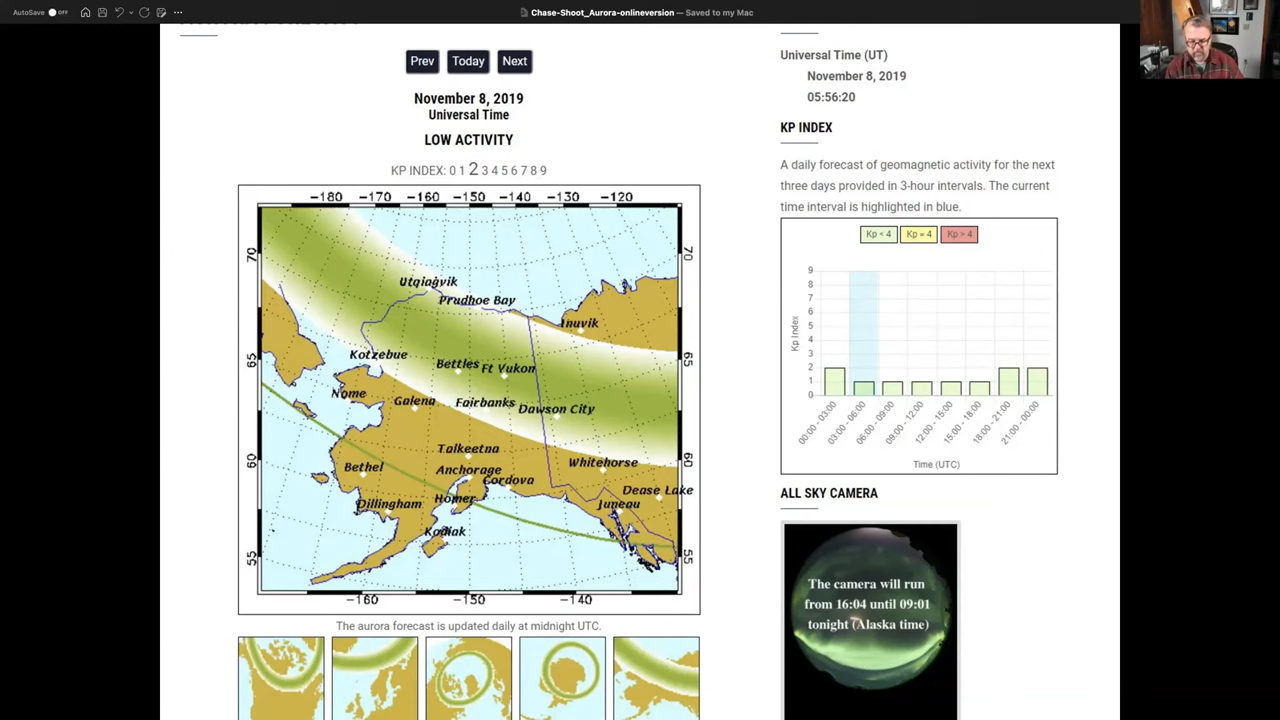 AutoSave OFF
Chase-Shoot_Aurora-onlineversion — Saved to my Mac
Prev Today Next
November 8, 2019
Universal Time
LOW ACTIVITY
KP INDEX: 0 1 2 3 4 5 6 7 8 9
-180 -170 -160 -150 -140 -130 -120
70 70
Utqiaġvik
Prudhoe Bay
Inuvik
Kotzebue
65 65
Bettles Ft Yukon
Nome
Galena Fairbanks Dawson City
Talkeetna
60 60
Bethel Anchorage Whitehorse
Cordova
Dillingham Homer Dease Lake
Juneau
Kodiak
55 55
-160 -150 -140
The aurora forecast is updated daily at midnight UTC.
Universal Time (UT)
November 8, 2019
05:56:20
KP INDEX
A daily forecast of geomagnetic activity for the next
three days provided in 3-hour intervals. The current
time interval is highlighted in blue.
Kp < 4 Kp = 4 Kp > 4
9
8
7
6
5
4
3
2
1
0
Kp Index
00:00 - 03:00
03:00 - 06:00
06:00 - 09:00
09:00 - 12:00
12:00 - 15:00
15:00 - 18:00
18:00 - 21:00
21:00 - 00:00
Time (UTC)
ALL SKY CAMERA
The camera will run
from 16:04 until 09:01
tonight (Alaska time)